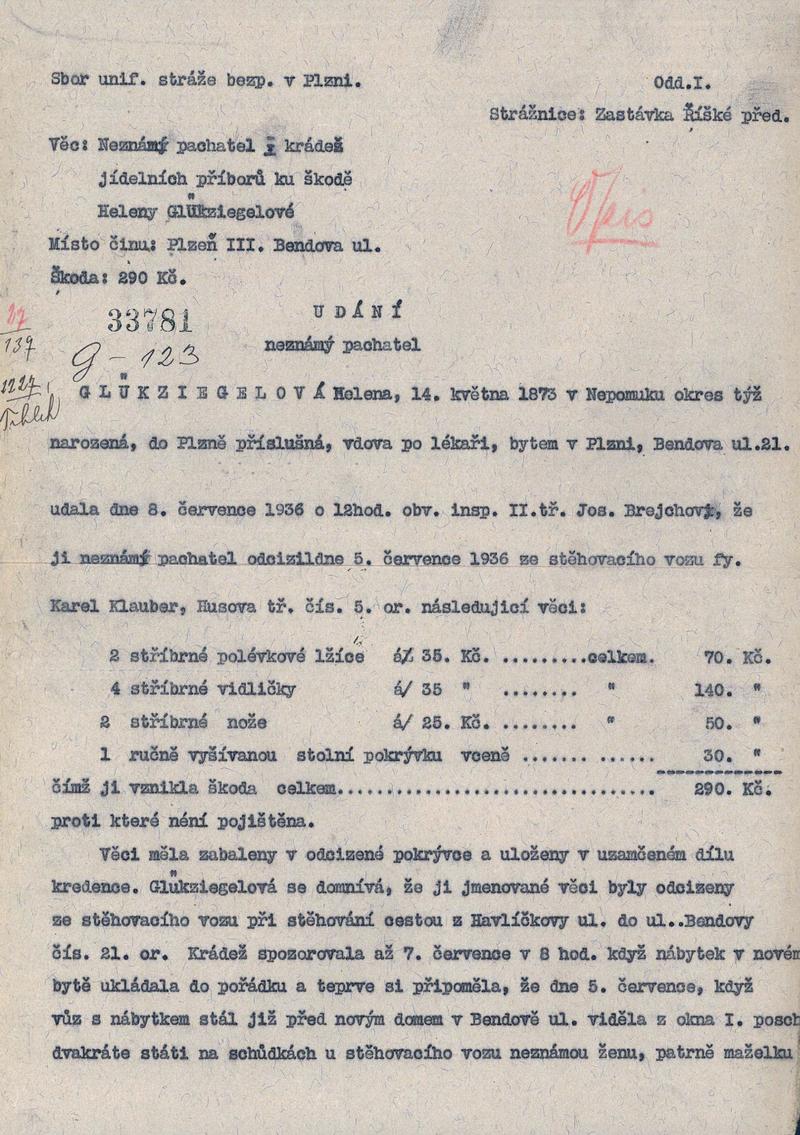 Sbor unif. stráže bezp. v Plzni.
Odd.I.
Strážnice: Zastávka Říšké před.
Věc: Neznámý pachatel krádež
jídelních příborů ku škodě
Heleny Glükziegelové
Opis
Místo činu: Plzeň III. Bendova ul.
Škoda: 290 Kč.
U D Á N Í
33781
neznámý pachatel
139
g - 123
G L Ü K Z I E G E L O V Á Helena, 14. května 1873 v Nepomuku okres týž
narozená, do Plzně příslušná, vdova po lékaři, bytem v Plzni, Bendova ul.21.
udala dne 8. července 1936 o 12hod. obv. insp. II.tř. Jos. Brejchovi, že
ji neznámý pachatel odcizildne 5. července 1936 ze stěhovacího vozu fy.
Karel Klauber, Husova tř. čís. 5. or. následující věci:
2 stříbrné polévkové lžíce á/ 35. Kč. .........celkem. 70. Kč.
4 stříbrné vidličky á/ 35 " ........ " 140. "
2 stříbrné nože á/ 25. Kč. ........ " 50. "
1 ručně vyšívanou stolní pokrývku vceně ....... ...... 30. "
čímž ji vznikla škoda celkem................................ 290. Kč.
proti které néní pojištěna.
Věci měla zabaleny v odcizené pokrývce a uloženy v uzamčeném dílu
kredence. Glükziegelová se domnívá, že ji jmenované věci byly odcizeny
ze stěhovacího vozu při stěhování cestou z Havlíčkovy ul. do ul..Bendovy
čís. 21. or. Krádež spozorovala až 7. července v 8 hod. když nábytek v novém
bytě ukládala do pořádku a teprve si připoměla, že dne 5. července, když
vůz s nábytkem stál již před novým domem v Bendově ul. viděla z okna I. posch
dvakráte státi na schůdkách u stěhovacího vozu neznámou ženu, patrně maželku